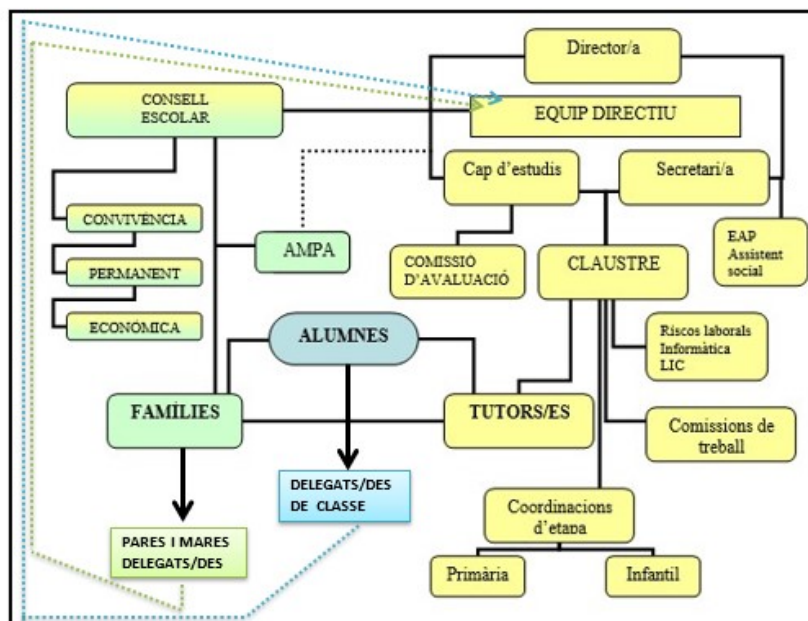 Director/a
CONSELL
ESCOLAR
EQUIP DIRECTIU
Cap d'estudis
Secretari/a
CONVIVÈNCIA
AMPA
COMISSIÓ
D'AVALUACIÓ
CLAUSTRE
EAP
Assistent
social
PERMANENT
ECONÒMICA
ALUMNES
Riscos laborals
Informàtica
LIC
FAMÍLIES
TUTORS/ES
Comissions de
treball
DELEGATS/DES
DE CLASSE
Coordinacions
d'etapa
PARES I MARES
DELEGATS/DES
Primària
Infantil